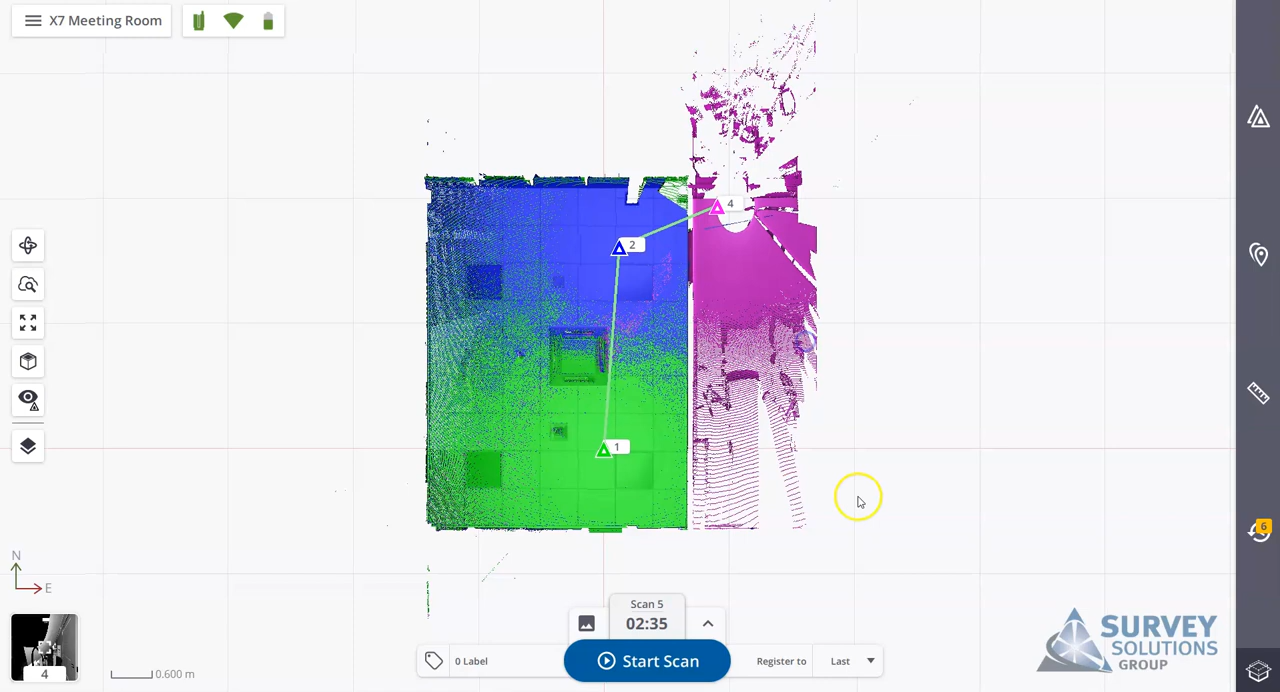 X7 Meeting Room
4
2
1
N
E
6
4
0.600 m
Scan 5
02:35
0 Label
Start Scan
Register to
Last
SURVEY
SOLUTIONS
GROUP